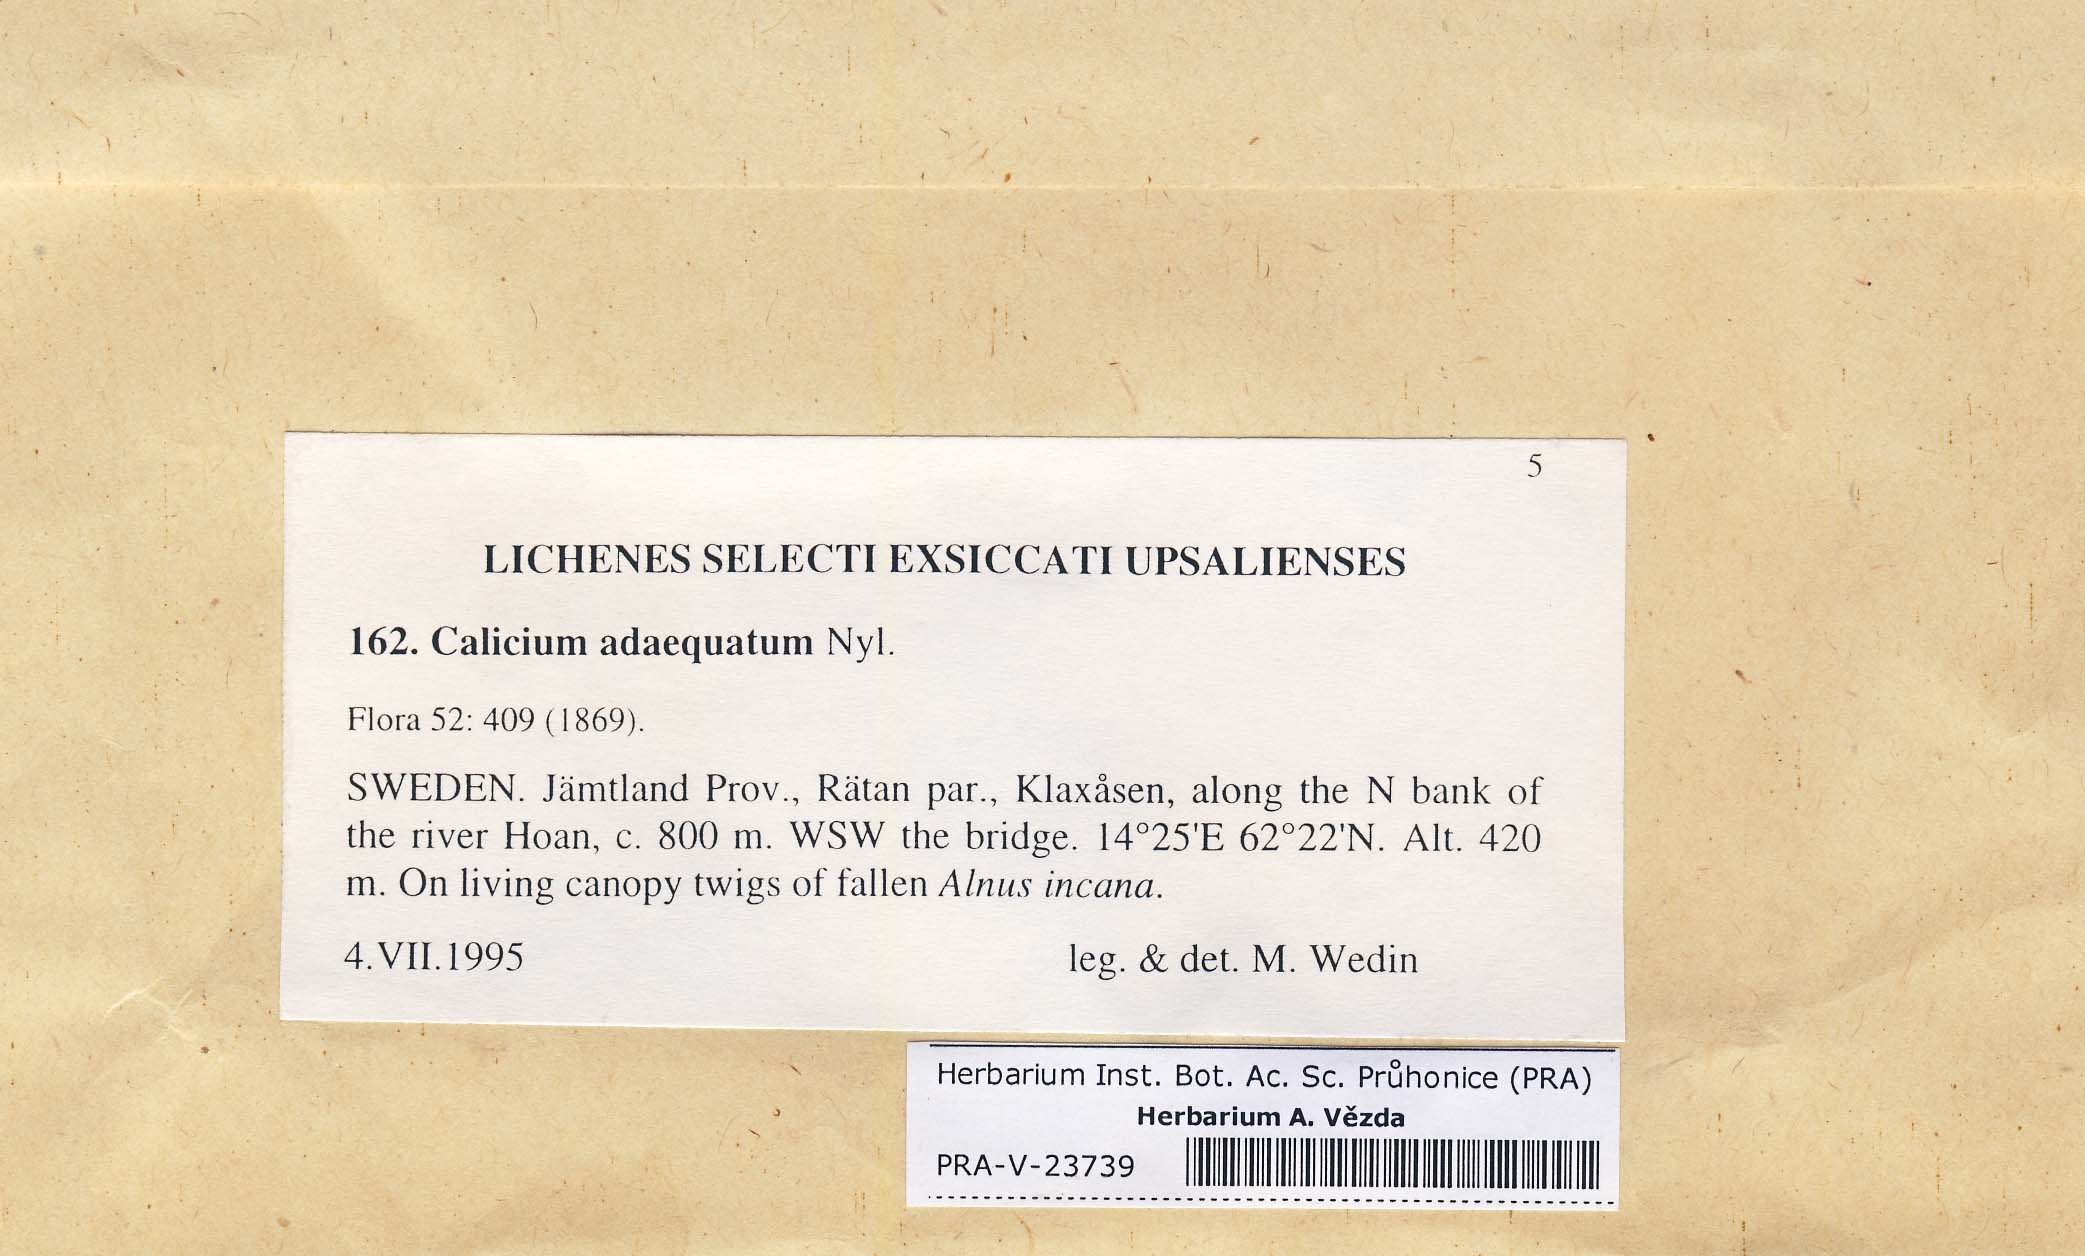 5
LICHENES SELECTI EXSICCATI UPSALIENSES
162. Calicium adaequatum Nyl.
Flora 52: 409 (1869).
SWEDEN. Jämtland Prov., Rätan par., Klaxåsen, along the N bank of
the river Hoan, c. 800 m. WSW the bridge. 14°25'E 62°22'N. Alt. 420
m. On living canopy twigs of fallen Alnus incana.
4.VII.1995 leg. & det. M. Wedin
Herbarium Inst. Bot. Ac. Sc. Průhonice (PRA)
Herbarium A. Vězda
PRA-V-23739